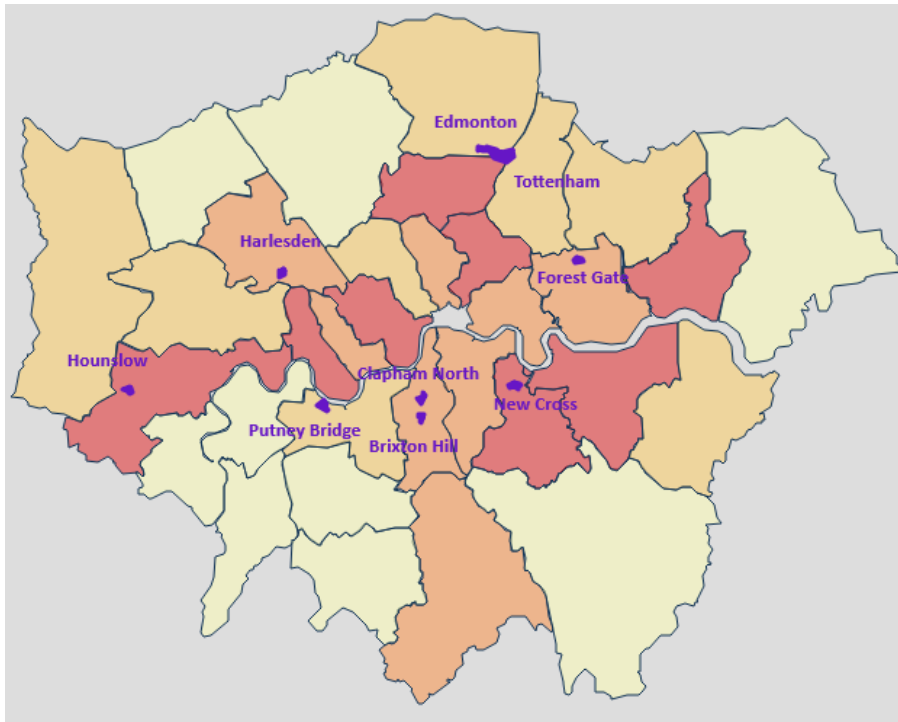 Edmonton
Tottenham
Harlesden
Forest Gate
Hounslow
Clapham North
New Cross
Putney Bridge
Brixton Hill